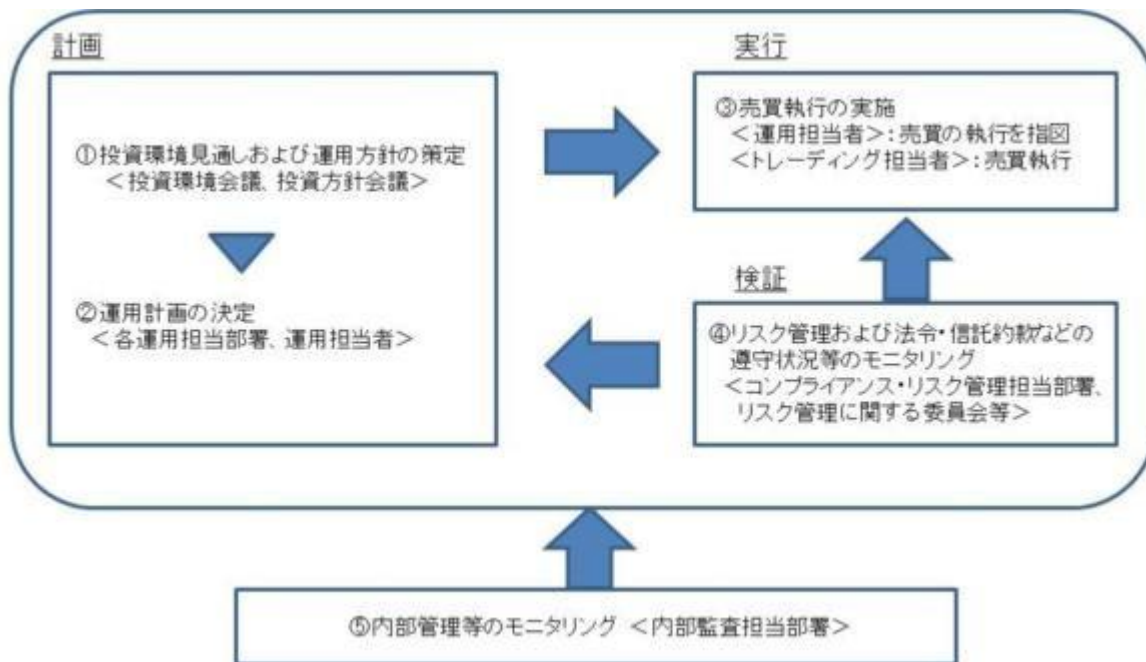 計画
①投資環境見通しおよび運用方針の策定
＜投資環境会議、投資方針会議＞
②運用計画の決定
＜各運用担当部署、運用担当者＞
実行
③売買執行の実施
＜運用担当者＞：売買の執行を指図
＜トレーディング担当者＞：売買執行
検証
④リスク管理および法令・信託約款などの
遵守状況等のモニタリング
＜コンプライアンス・リスク管理担当部署、
リスク管理に関する委員会等＞
⑤内部管理等のモニタリング ＜内部監査担当部署＞